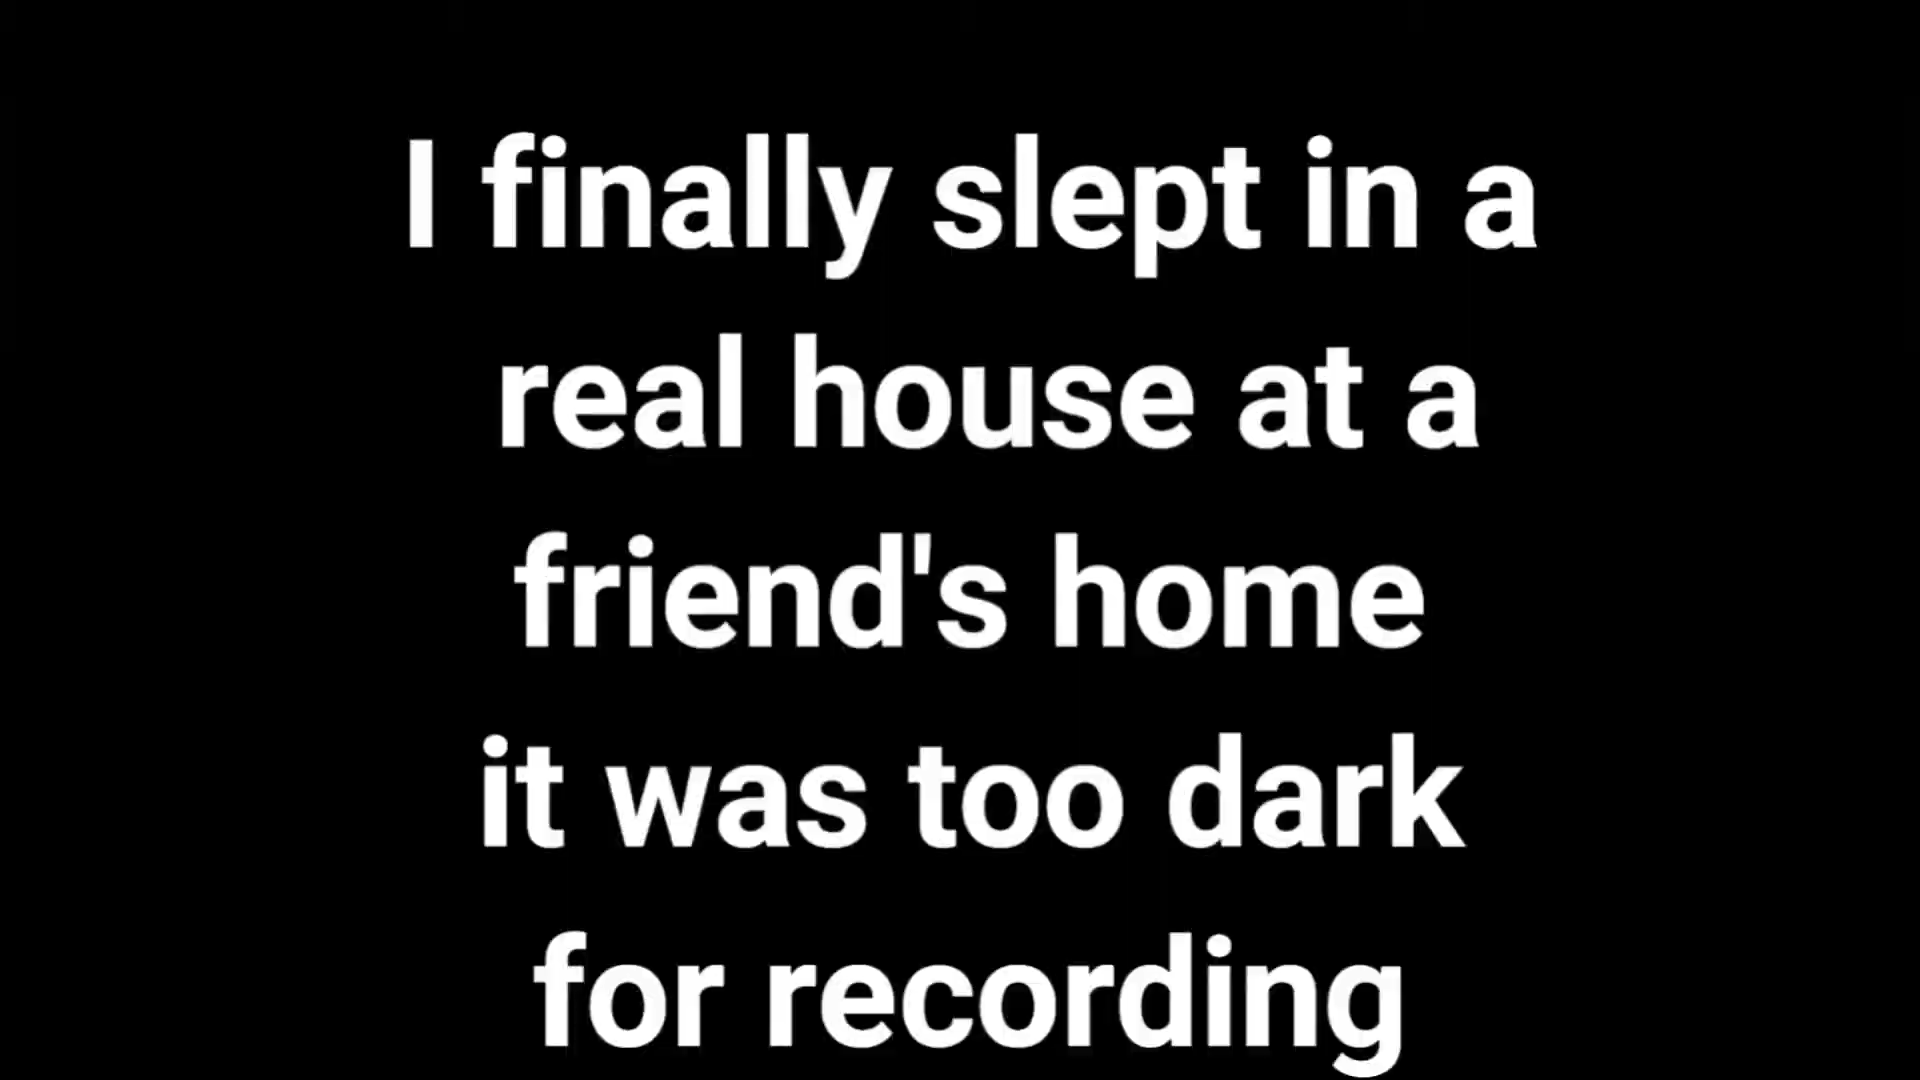 I finally slept in a
real house at a
friend's home
it was too dark
for recording